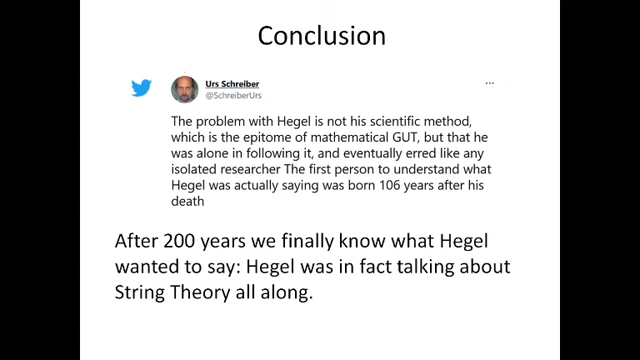 Conclusion
Urs Schreiber
@SchreiberUrs
...
The problem with Hegel is not his scientific method,
which is the epitome of mathematical GUT, but that he
was alone in following it, and eventually erred like any
isolated researcher The first person to understand what
Hegel was actually saying was born 106 years after his
death
After 200 years we finally know what Hegel
wanted to say: Hegel was in fact talking about
String Theory all along.